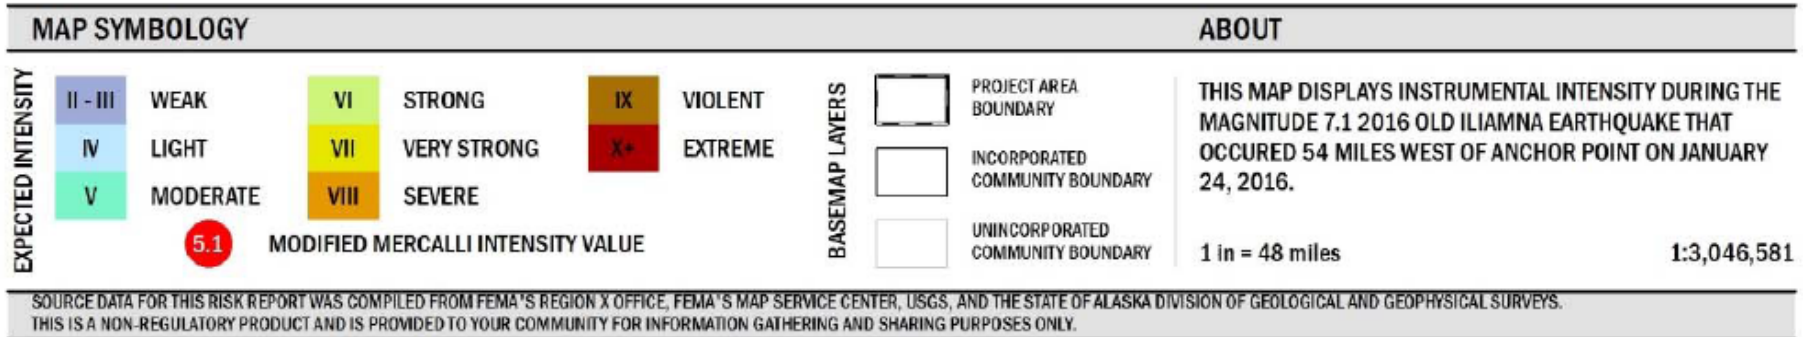 MAP SYMBOLOGY
EXPECTED INTENSITY
II - III WEAK
IV LIGHT
V MODERATE
VI STRONG
VII VERY STRONG
VIII SEVERE
IX VIOLENT
X+ EXTREME
5.1 MODIFIED MERCALLI INTENSITY VALUE
BASEMAP LAYERS
PROJECT AREA
BOUNDARY
INCORPORATED
COMMUNITY BOUNDARY
UNINCORPORATED
COMMUNITY BOUNDARY
ABOUT
THIS MAP DISPLAYS INSTRUMENTAL INTENSITY DURING THE
MAGNITUDE 7.1 2016 OLD ILIAMNA EARTHQUAKE THAT
OCCURED 54 MILES WEST OF ANCHOR POINT ON JANUARY
24, 2016.
1 in = 48 miles 1:3,046,581
SOURCE DATA FOR THIS RISK REPORT WAS COMPILED FROM FEMA'S REGION X OFFICE, FEMA'S MAP SERVICE CENTER, USGS, AND THE STATE OF ALASKA DIVISION OF GEOLOGICAL AND GEOPHYSICAL SURVEYS.
THIS IS A NON-REGULATORY PRODUCT AND IS PROVIDED TO YOUR COMMUNITY FOR INFORMATION GATHERING AND SHARING PURPOSES ONLY.